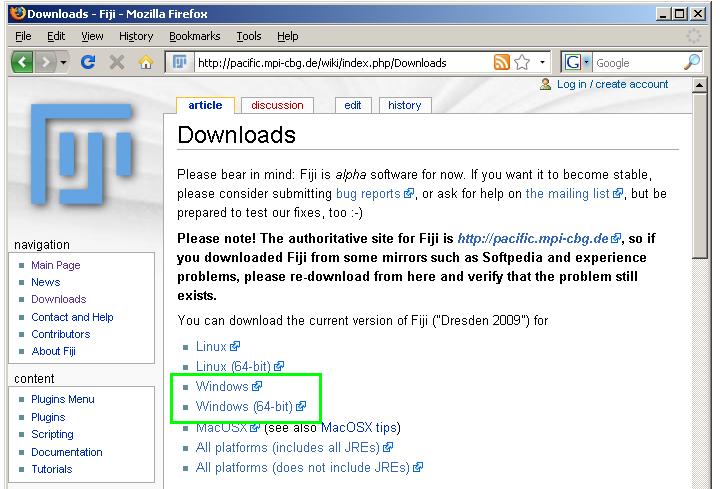 Downloads - Fiji - Mozilla Firefox
File Edit View History Bookmarks Tools Help
http://pacific.mpi-cbg.de/wiki/index.php/Downloads
G Google
Log in / create account
article discussion edit history
Downloads
Please bear in mind: Fiji is alpha software for now. If you want it to become stable,
please consider submitting bug reports, or ask for help on the mailing list, but be
prepared to test our fixes, too :-)
Please note! The authoritative site for Fiji is http://pacific.mpi-cbg.de, so if
you downloaded Fiji from some mirrors such as Softpedia and experience
problems, please re-download from here and verify that the problem still
exists.
You can download the current version of Fiji ("Dresden 2009") for
Linux
Linux (64-bit)
Windows
Windows (64-bit)
MacOSX (see also MacOSX tips)
All platforms (includes all JREs)
All platforms (does not include JREs)
navigation
Main Page
News
Downloads
Contact and Help
Contributors
About Fiji
content
Plugins Menu
Plugins
Scripting
Documentation
Tutorials